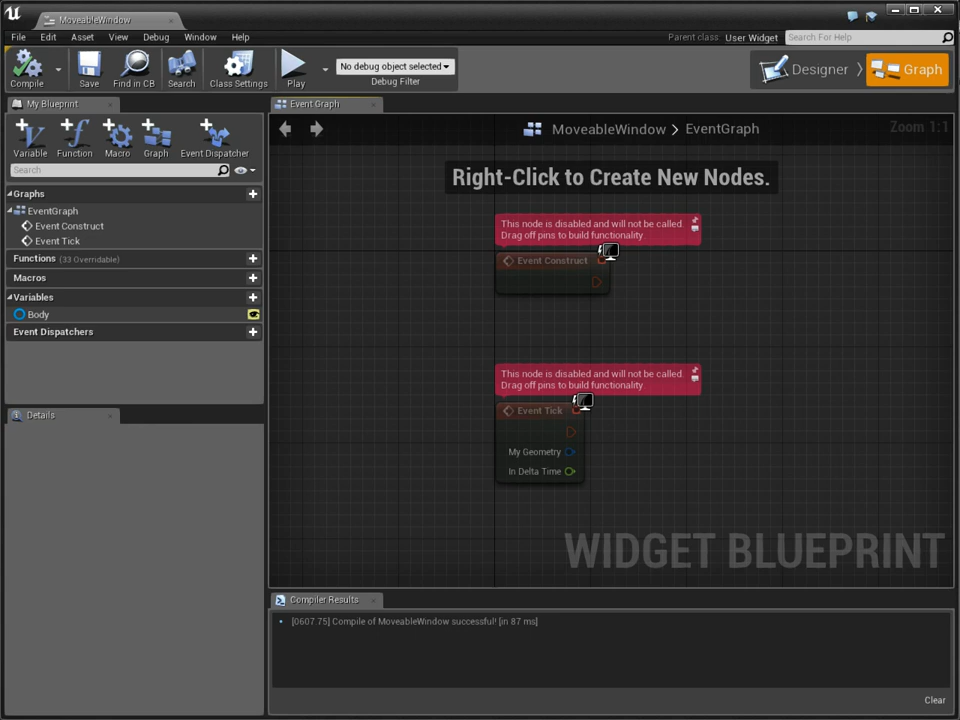 MoveableWindow
File Edit Asset View Debug Window Help
Parent class: User Widget Search For Help
Compile Save Find in CB Search Class Settings Play
No debug object selected
Debug Filter
Designer Graph
My Blueprint
Variable Function Macro Graph Event Dispatcher
Search
Graphs
EventGraph
Event Construct
Event Tick
Functions (33 Overridable)
Macros
Variables
Body
Event Dispatchers
Details
Event Graph
MoveableWindow > EventGraph
Zoom 1:1
Right-Click to Create New Nodes.
This node is disabled and will not be called.
Drag off pins to build functionality.
Event Construct
This node is disabled and will not be called.
Drag off pins to build functionality.
Event Tick
My Geometry
In Delta Time
WIDGET BLUEPRINT
Compiler Results
[0607.75] Compile of MoveableWindow successful! [in 87 ms]
Clear